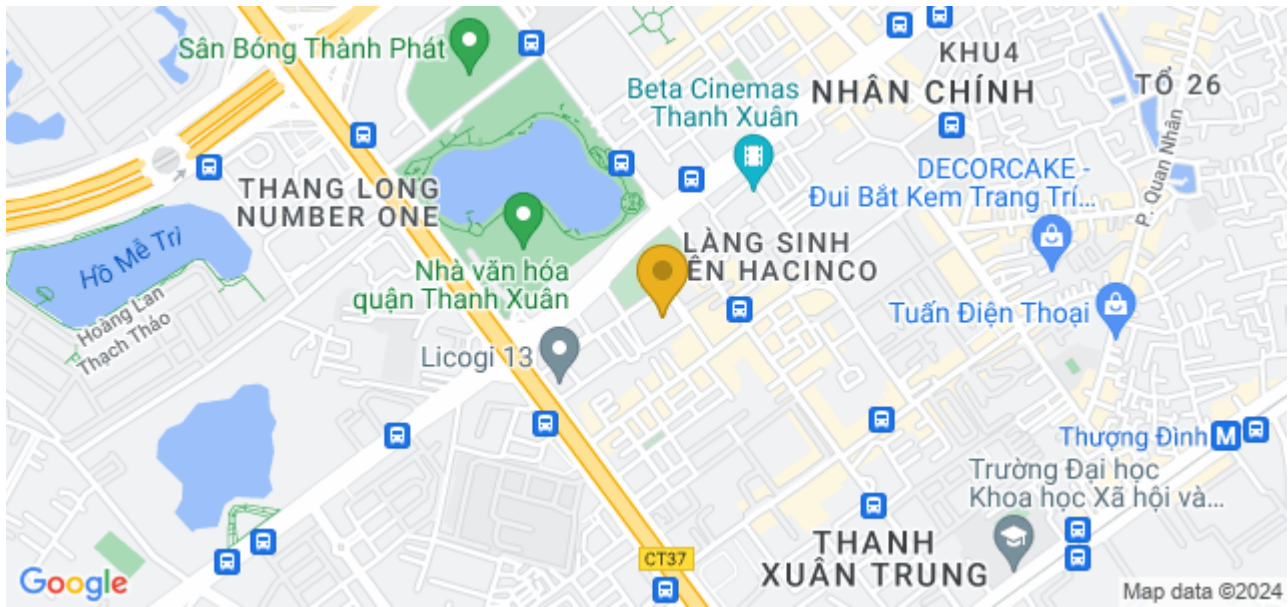 Sân Bóng Thành Phát
KHU4
Beta Cinemas
Thanh Xuân
NHÂN CHÍNH
TỔ 26
P. Quan Nhân
THANG LONG
NUMBER ONE
DECORCAKE -
Đui Bắt Kem Trang Trí...
Hồ Mễ Trì
LÀNG SINH
ÊN HACINCO
Nhà văn hóa
quận Thanh Xuân
Hoàng Lan
Thạch Thảo
Tuấn Điện Thoại
Licogi 13
Thượng Đình
M
Trường Đại học
Khoa học Xã hội và...
THANH
XUÂN TRUNG
CT37
Google
Map data ©2024